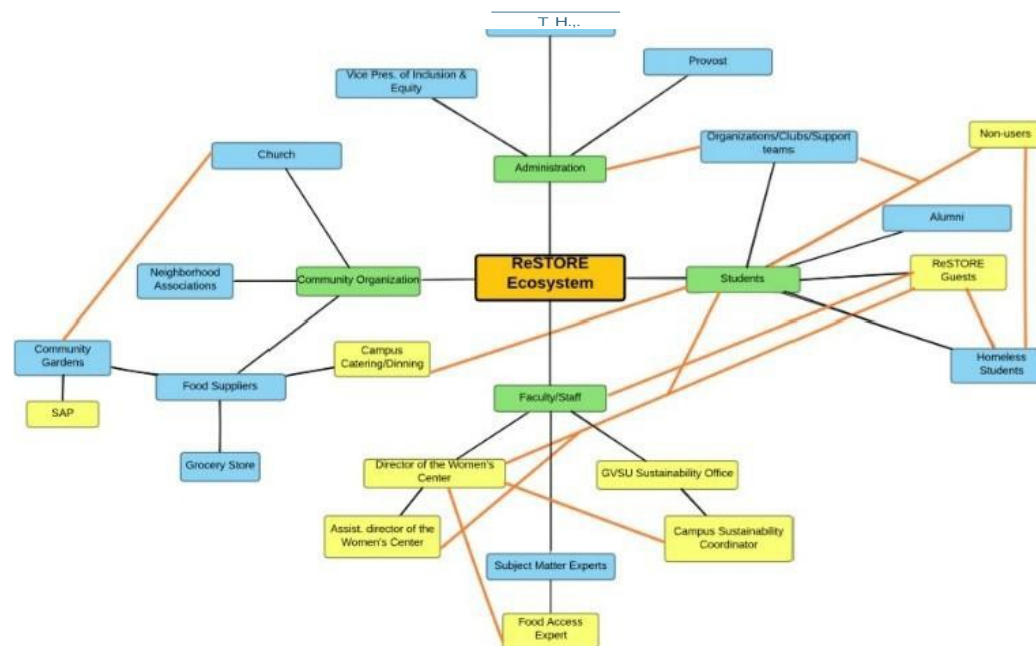 T H.,.
Provost
Vice Pres. of Inclusion &
Equity
Non-users
Organizations/Clubs/Support
teams
Church
Administration
Alumni
ReSTORE
Ecosystem
ReSTORE
Guests
Neighborhood
Associations
Community Organization
Students
Community
Gardens
Campus
Catering/Dinning
Homeless
Students
Food Suppliers
Faculty/Staff
SAP
Grocery Store
Director of the Women's
Center
GVSU Sustainability Office
Assist. director of the
Women's Center
Campus Sustainability
Coordinator
Subject Matter Experts
Food Access
Expert